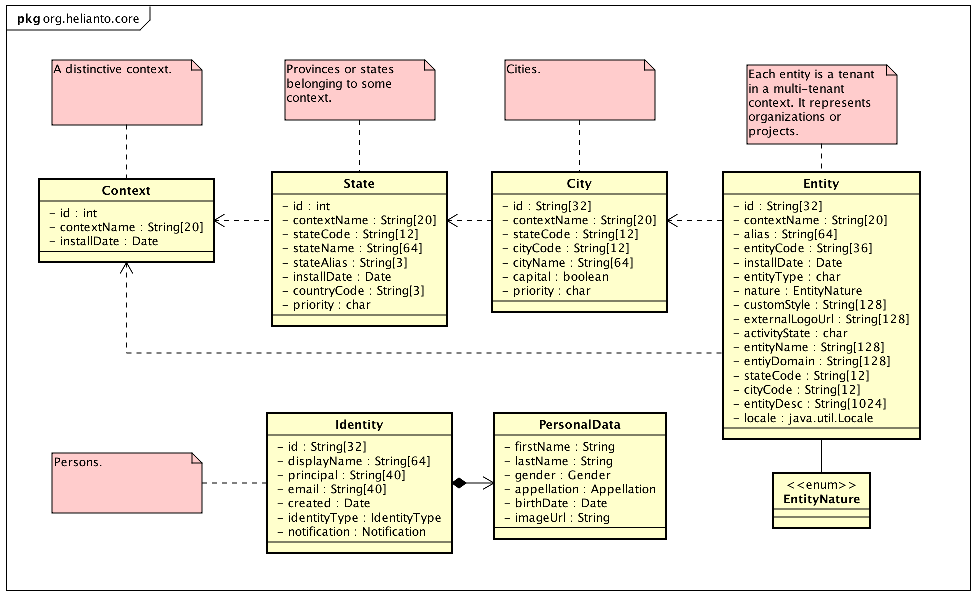 pkg org.helianto.core
A distinctive context.
Provinces or states
belonging to some
context.
Cities.
Each entity is a tenant
in a multi-tenant
context. It represents
organizations or
projects.
Context
- id : int
- contextName : String[20]
- installDate : Date
State
- id : int
- contextName : String[20]
- stateCode : String[12]
- stateName : String[64]
- stateAlias : String[3]
- installDate : Date
- countryCode : String[3]
- priority : char
City
- id : String[32]
- contextName : String[20]
- stateCode : String[12]
- cityCode : String[12]
- cityName : String[64]
- capital : boolean
- priority : char
Entity
- id : String[32]
- contextName : String[20]
- alias : String[64]
- entityCode : String[36]
- installDate : Date
- entityType : char
- nature : EntityNature
- customStyle : String[128]
- externalLogoUrl : String[128]
- activityState : char
- entityName : String[128]
- entiyDomain : String[128]
- stateCode : String[12]
- cityCode : String[12]
- entityDesc : String[1024]
- locale : java.util.Locale
Persons.
Identity
- id : String[32]
- displayName : String[64]
- principal : String[40]
- email : String[40]
- created : Date
- identityType : IdentityType
- notification : Notification
PersonalData
- firstName : String
- lastName : String
- gender : Gender
- appellation : Appellation
- birthDate : Date
- imageUrl : String
<<enum>>
EntityNature